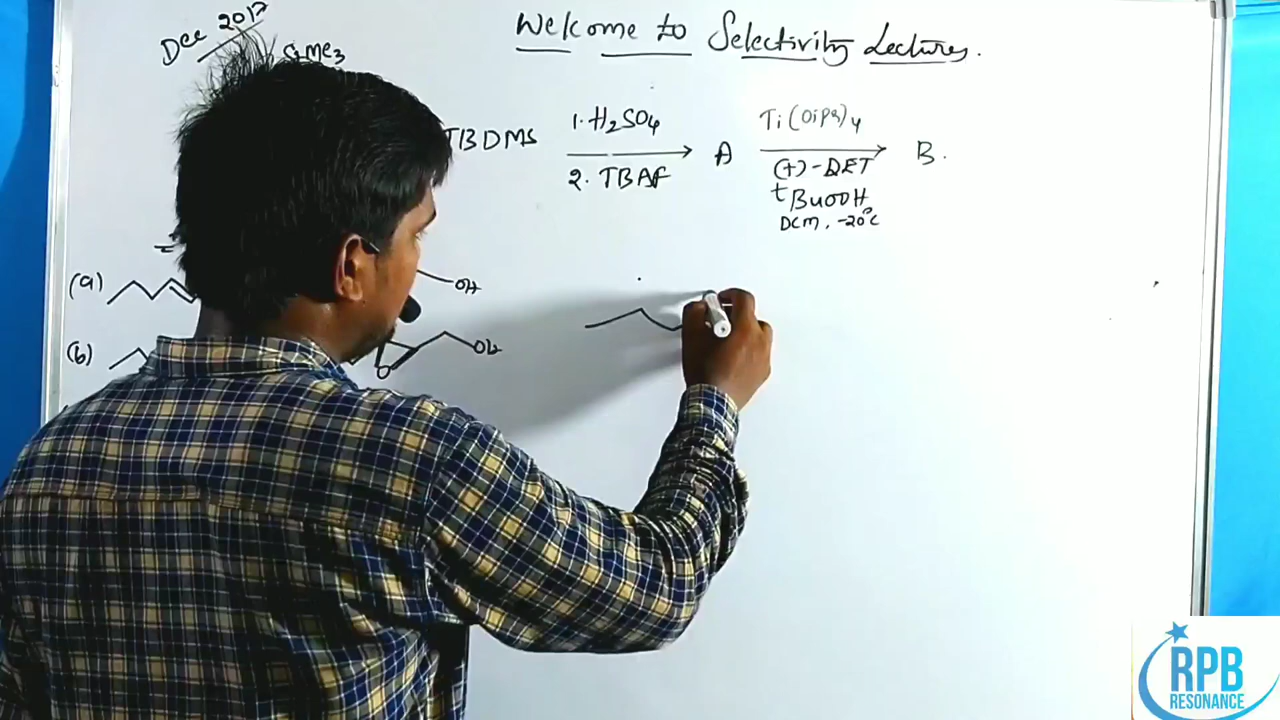 Dec 2017
Welcome to Selectivity Lectures.
SiMe3
TBDMS
1. H2SO4
2. TBAF
A
Ti(OiPr)4
(+)-DET
tBuOOH
DCM, -20°C
B.
(a)
OH
(b)
O
OH
RPB
RESONANCE